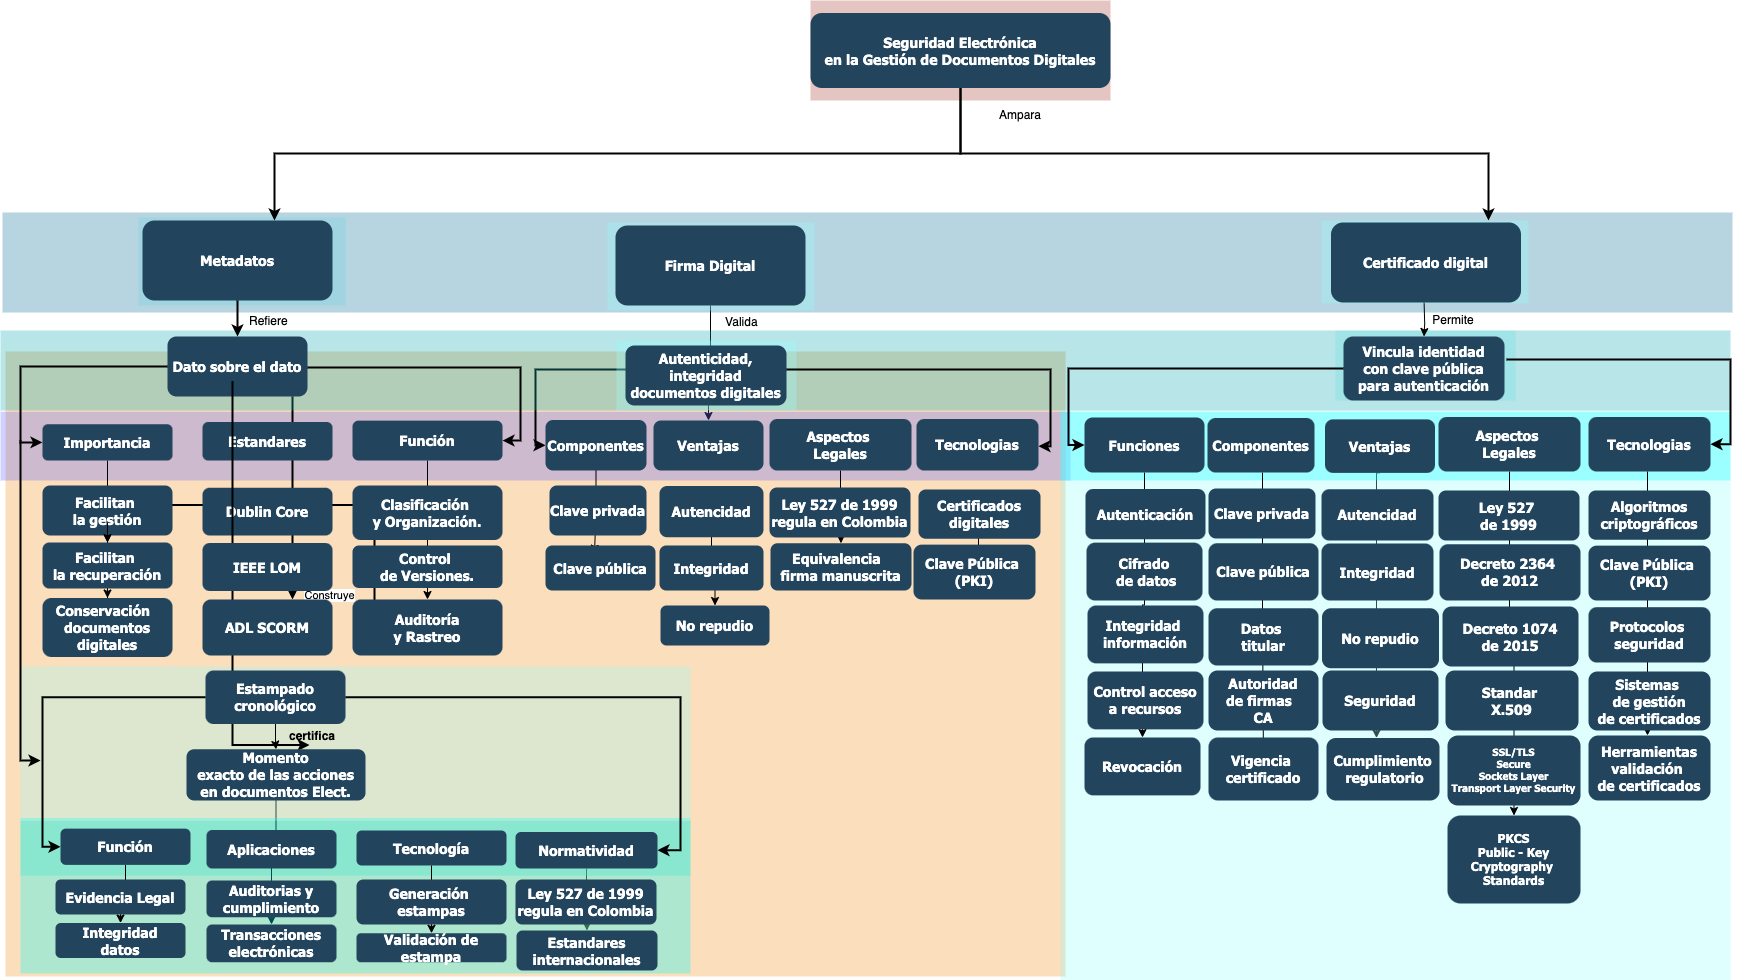 Seguridad Electrónica
en la Gestión de Documentos Digitales
Ampara
Metadatos
Firma Digital
Certificado digital
Refiere
Valida
Permite
Dato sobre el dato
Autenticidad,
integridad
documentos digitales
Vincula identidad
con clave pública
para autenticación
Importancia
Estandares
Función
Componentes
Ventajas
Aspectos
Legales
Tecnologias
Funciones
Componentes
Ventajas
Aspectos
Legales
Tecnologias
Facilitan
la gestión
Facilitan
la recuperación
Conservación
documentos
digitales
Dublin Core
IEEE LOM
Construye
ADL SCORM
Clasificación
y Organización.
Control
de Versiones.
Auditoría
y Rastreo
Clave privada
Clave pública
Autencidad
Integridad
No repudio
Ley 527 de 1999
regula en Colombia
Equivalencia
firma manuscrita
Certificados
digitales
Clave Pública
(PKI)
Autenticación
Cifrado
de datos
Integridad
información
Control acceso
a recursos
Revocación
Clave privada
Clave pública
Datos
titular
Autoridad
de firmas
CA
Vigencia
certificado
Autencidad
Integridad
No repudio
Seguridad
Cumplimiento
regulatorio
Ley 527
de 1999
Decreto 2364
de 2012
Decreto 1074
de 2015
Standar
X.509
SSL/TLS
Secure
Sockets Layer
Transport Layer Security
PKCS
Public - Key
Cryptography
Standards
Algoritmos
criptográficos
Clave Pública
(PKI)
Protocolos
seguridad
Sistemas
de gestión
de certificados
Herramientas
validación
de certificados
Estampado
cronológico
certifica
Momento
exacto de las acciones
en documentos Elect.
Función
Aplicaciones
Tecnología
Normatividad
Evidencia Legal
Integridad
datos
Auditorias y
cumplimiento
Transacciones
electrónicas
Generación
estampas
Validación de
estampa
Ley 527 de 1999
regula en Colombia
Estandares
internacionales